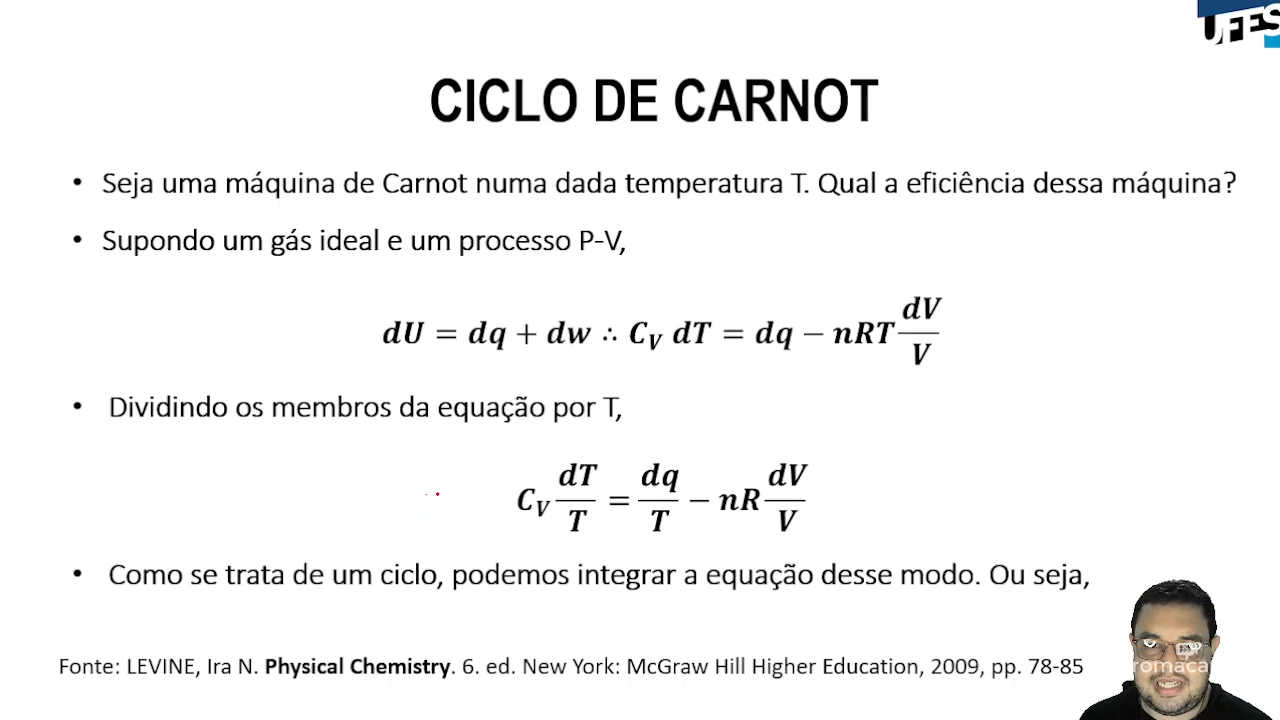 UFES
CICLO DE CARNOT
• Seja uma máquina de Carnot numa dada temperatura T. Qual a eficiência dessa máquina?
• Supondo um gás ideal e um processo P-V,
dU = dq + dw ∴ C_V dT = dq − nRT dV/V
• Dividindo os membros da equação por T,
C_V dT/T = dq/T − nR dV/V
• Como se trata de um ciclo, podemos integrar a equação desse modo. Ou seja,
Fonte: LEVINE, Ira N. Physical Chemistry. 6. ed. New York: McGraw Hill Higher Education, 2009, pp. 78-85